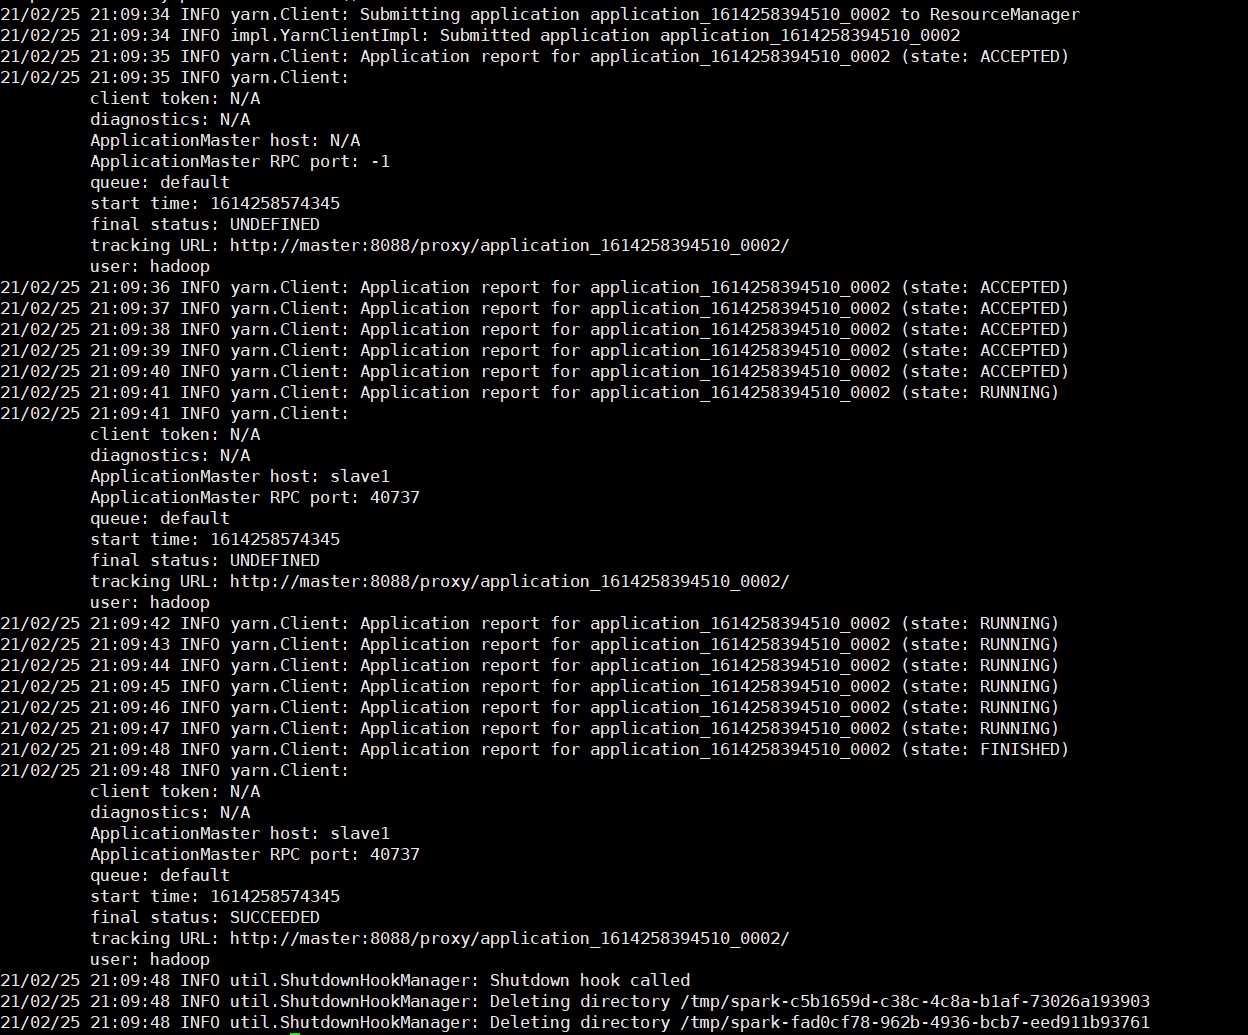 21/02/25 21:09:34 INFO yarn.Client: Submitting application application_1614258394510_0002 to ResourceManager
21/02/25 21:09:34 INFO impl.YarnClientImpl: Submitted application application_1614258394510_0002
21/02/25 21:09:35 INFO yarn.Client: Application report for application_1614258394510_0002 (state: ACCEPTED)
21/02/25 21:09:35 INFO yarn.Client:
client token: N/A
diagnostics: N/A
ApplicationMaster host: N/A
ApplicationMaster RPC port: -1
queue: default
start time: 1614258574345
final status: UNDEFINED
tracking URL: http://master:8088/proxy/application_1614258394510_0002/
user: hadoop
21/02/25 21:09:36 INFO yarn.Client: Application report for application_1614258394510_0002 (state: ACCEPTED)
21/02/25 21:09:37 INFO yarn.Client: Application report for application_1614258394510_0002 (state: ACCEPTED)
21/02/25 21:09:38 INFO yarn.Client: Application report for application_1614258394510_0002 (state: ACCEPTED)
21/02/25 21:09:39 INFO yarn.Client: Application report for application_1614258394510_0002 (state: ACCEPTED)
21/02/25 21:09:40 INFO yarn.Client: Application report for application_1614258394510_0002 (state: ACCEPTED)
21/02/25 21:09:41 INFO yarn.Client: Application report for application_1614258394510_0002 (state: RUNNING)
21/02/25 21:09:41 INFO yarn.Client:
client token: N/A
diagnostics: N/A
ApplicationMaster host: slave1
ApplicationMaster RPC port: 40737
queue: default
start time: 1614258574345
final status: UNDEFINED
tracking URL: http://master:8088/proxy/application_1614258394510_0002/
user: hadoop
21/02/25 21:09:42 INFO yarn.Client: Application report for application_1614258394510_0002 (state: RUNNING)
21/02/25 21:09:43 INFO yarn.Client: Application report for application_1614258394510_0002 (state: RUNNING)
21/02/25 21:09:44 INFO yarn.Client: Application report for application_1614258394510_0002 (state: RUNNING)
21/02/25 21:09:45 INFO yarn.Client: Application report for application_1614258394510_0002 (state: RUNNING)
21/02/25 21:09:46 INFO yarn.Client: Application report for application_1614258394510_0002 (state: RUNNING)
21/02/25 21:09:47 INFO yarn.Client: Application report for application_1614258394510_0002 (state: RUNNING)
21/02/25 21:09:48 INFO yarn.Client: Application report for application_1614258394510_0002 (state: FINISHED)
21/02/25 21:09:48 INFO yarn.Client:
client token: N/A
diagnostics: N/A
ApplicationMaster host: slave1
ApplicationMaster RPC port: 40737
queue: default
start time: 1614258574345
final status: SUCCEEDED
tracking URL: http://master:8088/proxy/application_1614258394510_0002/
user: hadoop
21/02/25 21:09:48 INFO util.ShutdownHookManager: Shutdown hook called
21/02/25 21:09:48 INFO util.ShutdownHookManager: Deleting directory /tmp/spark-c5b1659d-c38c-4c8a-b1af-73026a193903
21/02/25 21:09:48 INFO util.ShutdownHookManager: Deleting directory /tmp/spark-fad0cf78-962b-4936-bcb7-eed911b93761